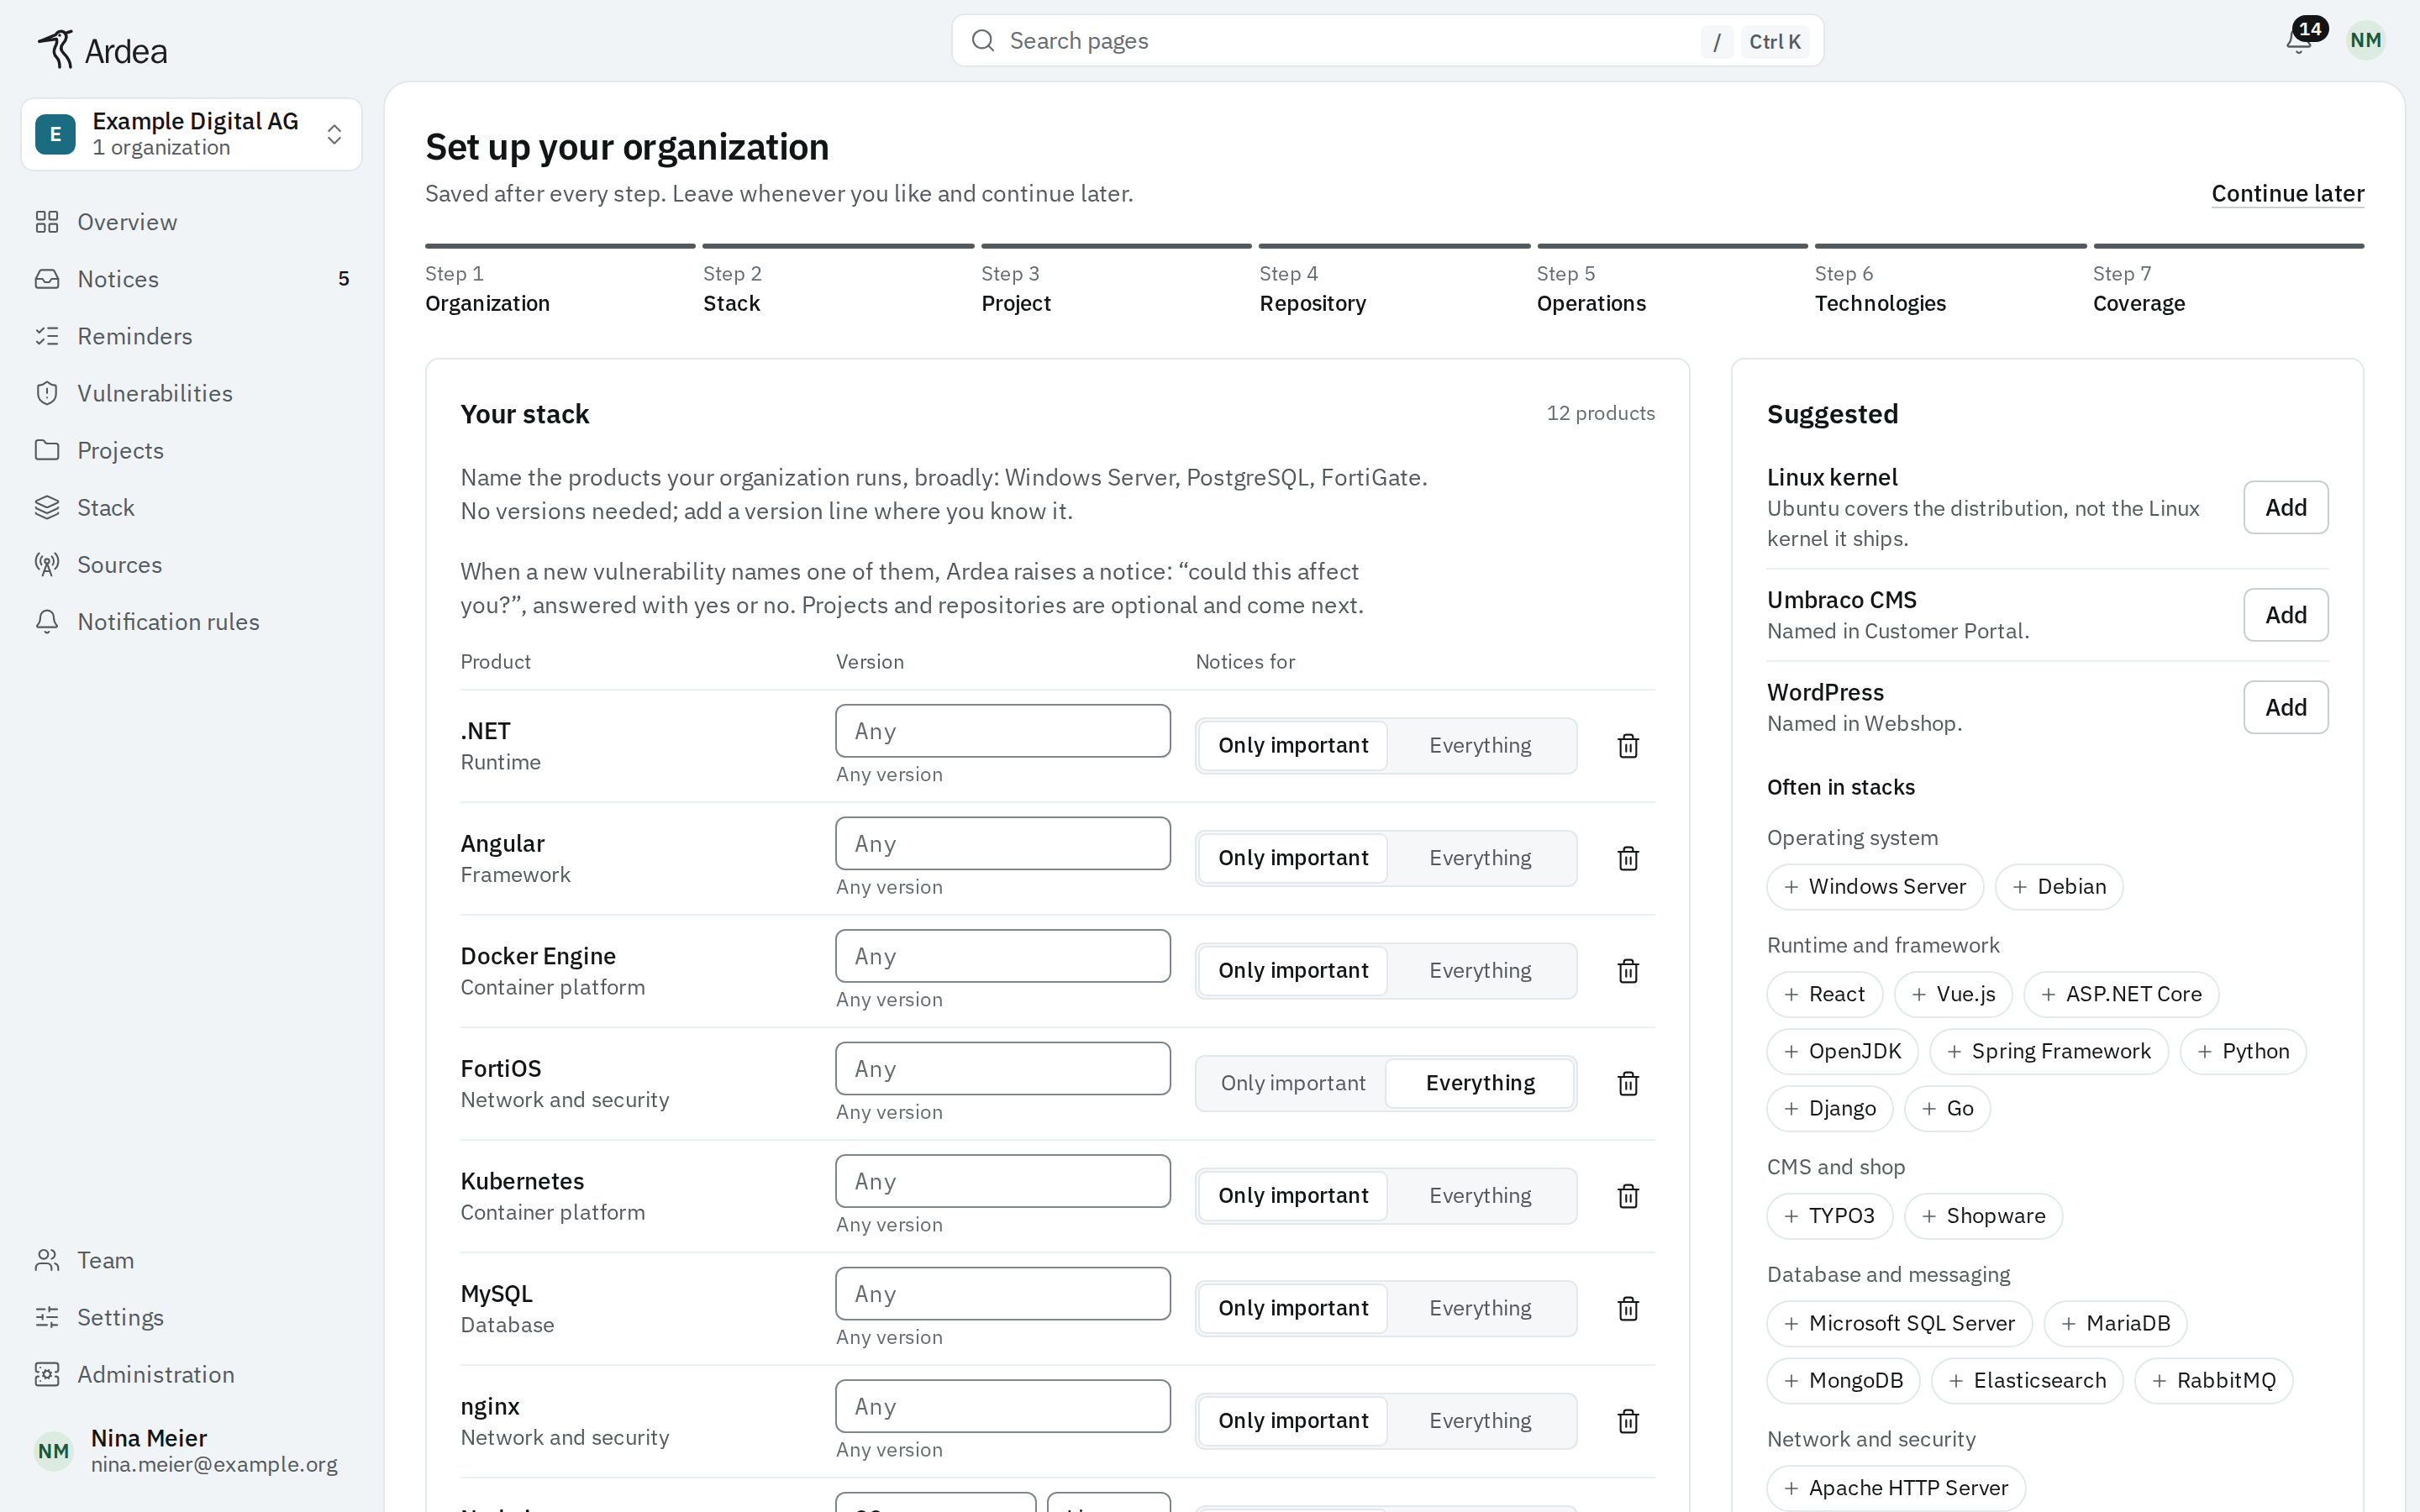 Ardea
Search pages
/
Ctrl K
14
NM
E
Example Digital AG
1 organization
Overview
Notices
5
Reminders
Vulnerabilities
Projects
Stack
Sources
Notification rules
Team
Settings
Administration
NM
Nina Meier
nina.meier@example.org
Set up your organization
Saved after every step. Leave whenever you like and continue later.
Continue later
Step 1
Organization
Step 2
Stack
Step 3
Project
Step 4
Repository
Step 5
Operations
Step 6
Technologies
Step 7
Coverage
Your stack
12 products
Name the products your organization runs, broadly: Windows Server, PostgreSQL, FortiGate.
No versions needed; add a version line where you know it.
When a new vulnerability names one of them, Ardea raises a notice: “could this affect
you?”, answered with yes or no. Projects and repositories are optional and come next.
Product
Version
Notices for
.NET
Runtime
Any
Any version
Only important
Everything
Angular
Framework
Any
Any version
Only important
Everything
Docker Engine
Container platform
Any
Any version
Only important
Everything
FortiOS
Network and security
Any
Any version
Only important
Everything
Kubernetes
Container platform
Any
Any version
Only important
Everything
MySQL
Database
Any
Any version
Only important
Everything
nginx
Network and security
Any
Any version
Only important
Everything
Suggested
Linux kernel
Ubuntu covers the distribution, not the Linux
kernel it ships.
Add
Umbraco CMS
Named in Customer Portal.
Add
WordPress
Named in Webshop.
Add
Often in stacks
Operating system
+ Windows Server
+ Debian
Runtime and framework
+ React
+ Vue.js
+ ASP.NET Core
+ OpenJDK
+ Spring Framework
+ Python
+ Django
+ Go
CMS and shop
+ TYPO3
+ Shopware
Database and messaging
+ Microsoft SQL Server
+ MariaDB
+ MongoDB
+ Elasticsearch
+ RabbitMQ
Network and security
+ Apache HTTP Server